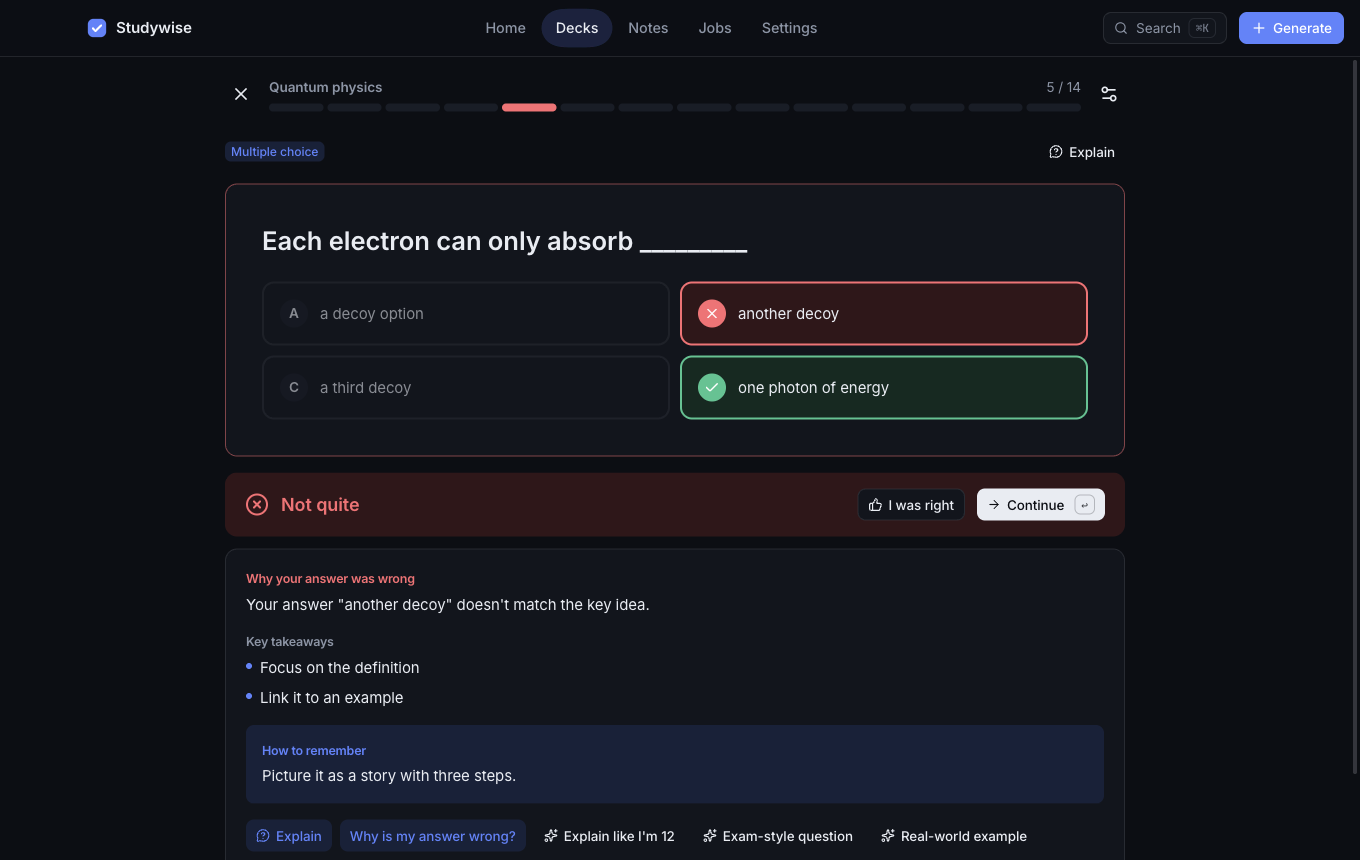 Studywise
Home
Decks
Notes
Jobs
Settings
Search ⌘K
Generate
Quantum physics
5 / 14
Multiple choice
Explain
Each electron can only absorb _________
A a decoy option
another decoy
C a third decoy
one photon of energy
Not quite
I was right
Continue ↩
Why your answer was wrong
Your answer "another decoy" doesn't match the key idea.
Key takeaways
Focus on the definition
Link it to an example
How to remember
Picture it as a story with three steps.
Explain
Why is my answer wrong?
Explain like I'm 12
Exam-style question
Real-world example